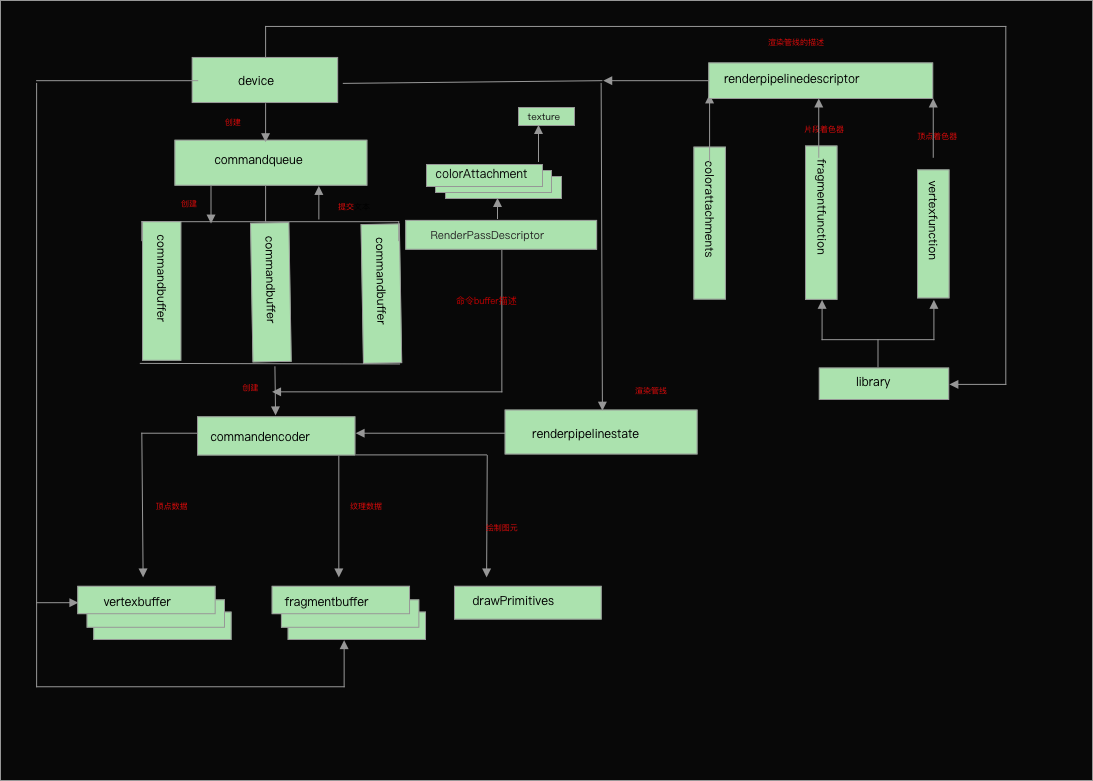 渲染管线的描述
device
renderpipelinedescriptor
texture
创建
片段着色器
顶点着色器
commandqueue
colorAttachment
创建
提交
RenderPassDescriptor
commandbuffer
commandbuffer
commandbuffer
colorattachments
fragmentfunction
vertexfunction
命令buffer描述
创建
渲染管线
library
commandencoder
renderpipelinestate
顶点数据
纹理数据
绘制图元
vertexbuffer
fragmentbuffer
drawPrimitives